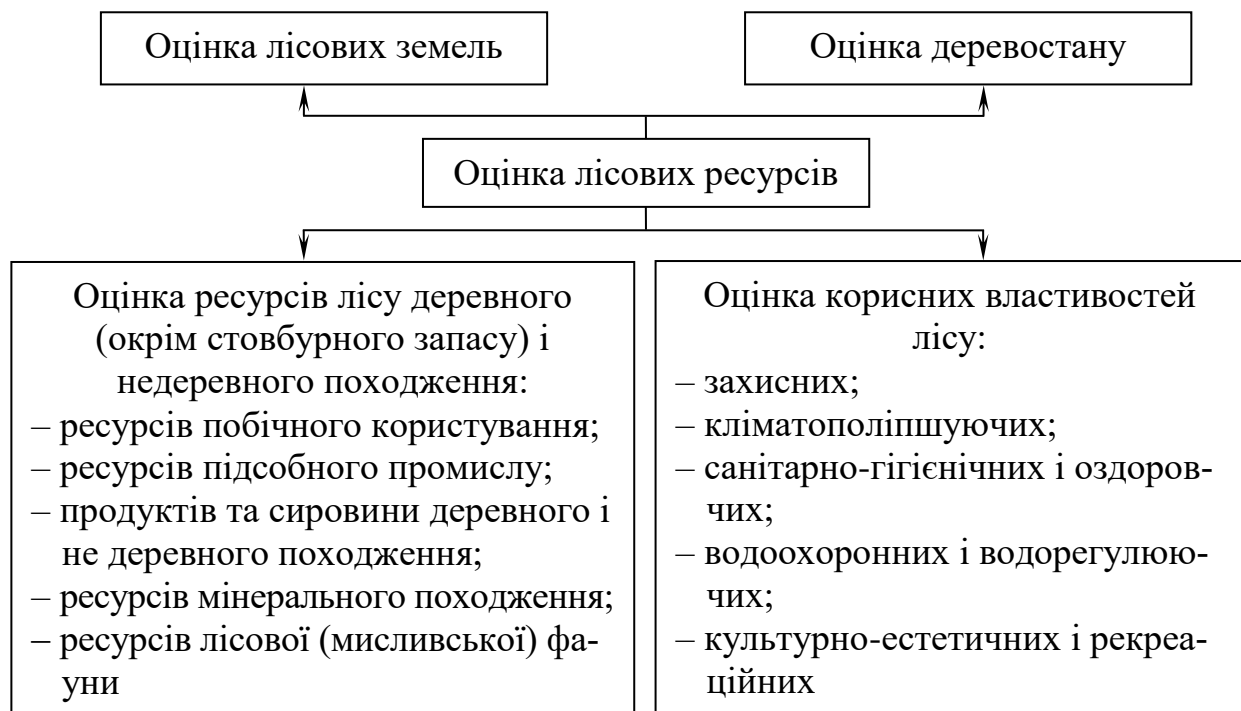 Оцінка лісових земель
Оцінка деревостану
Оцінка лісових ресурсів
Оцінка ресурсів лісу деревного
(окрім стовбурного запасу) і
недеревного походження:
– ресурсів побічного користування;
– ресурсів підсобного промислу;
– продуктів та сировини деревного і
не деревного походження;
– ресурсів мінерального походження;
– ресурсів лісової (мисливської) фа-
уни
Оцінка корисних властивостей
лісу:
– захисних;
– кліматополіпшуючих;
– санітарно-гігієнічних і оздоров-
чих;
– водоохоронних і водорегулюю-
чих;
– культурно-естетичних і рекреа-
ційних